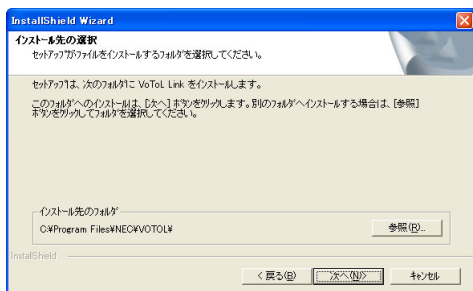 InstallShield Wizard
インストール先の選択
セットアップがファイルをインストールするフォルダを選択してください。
セットアップは、次のフォルダに VoToL Link をインストールします。
このフォルダへのインストールは、[次へ] ボタンをクリックします。別のフォルダへインストールする場合は、[参照]
ボタンをクリックしてフォルダを選択してください。
インストール先のフォルダ
C:¥Program Files¥NEC¥VOTOL¥
参照(R)...
InstallShield
< 戻る(B)
次へ(N)>
キャンセル